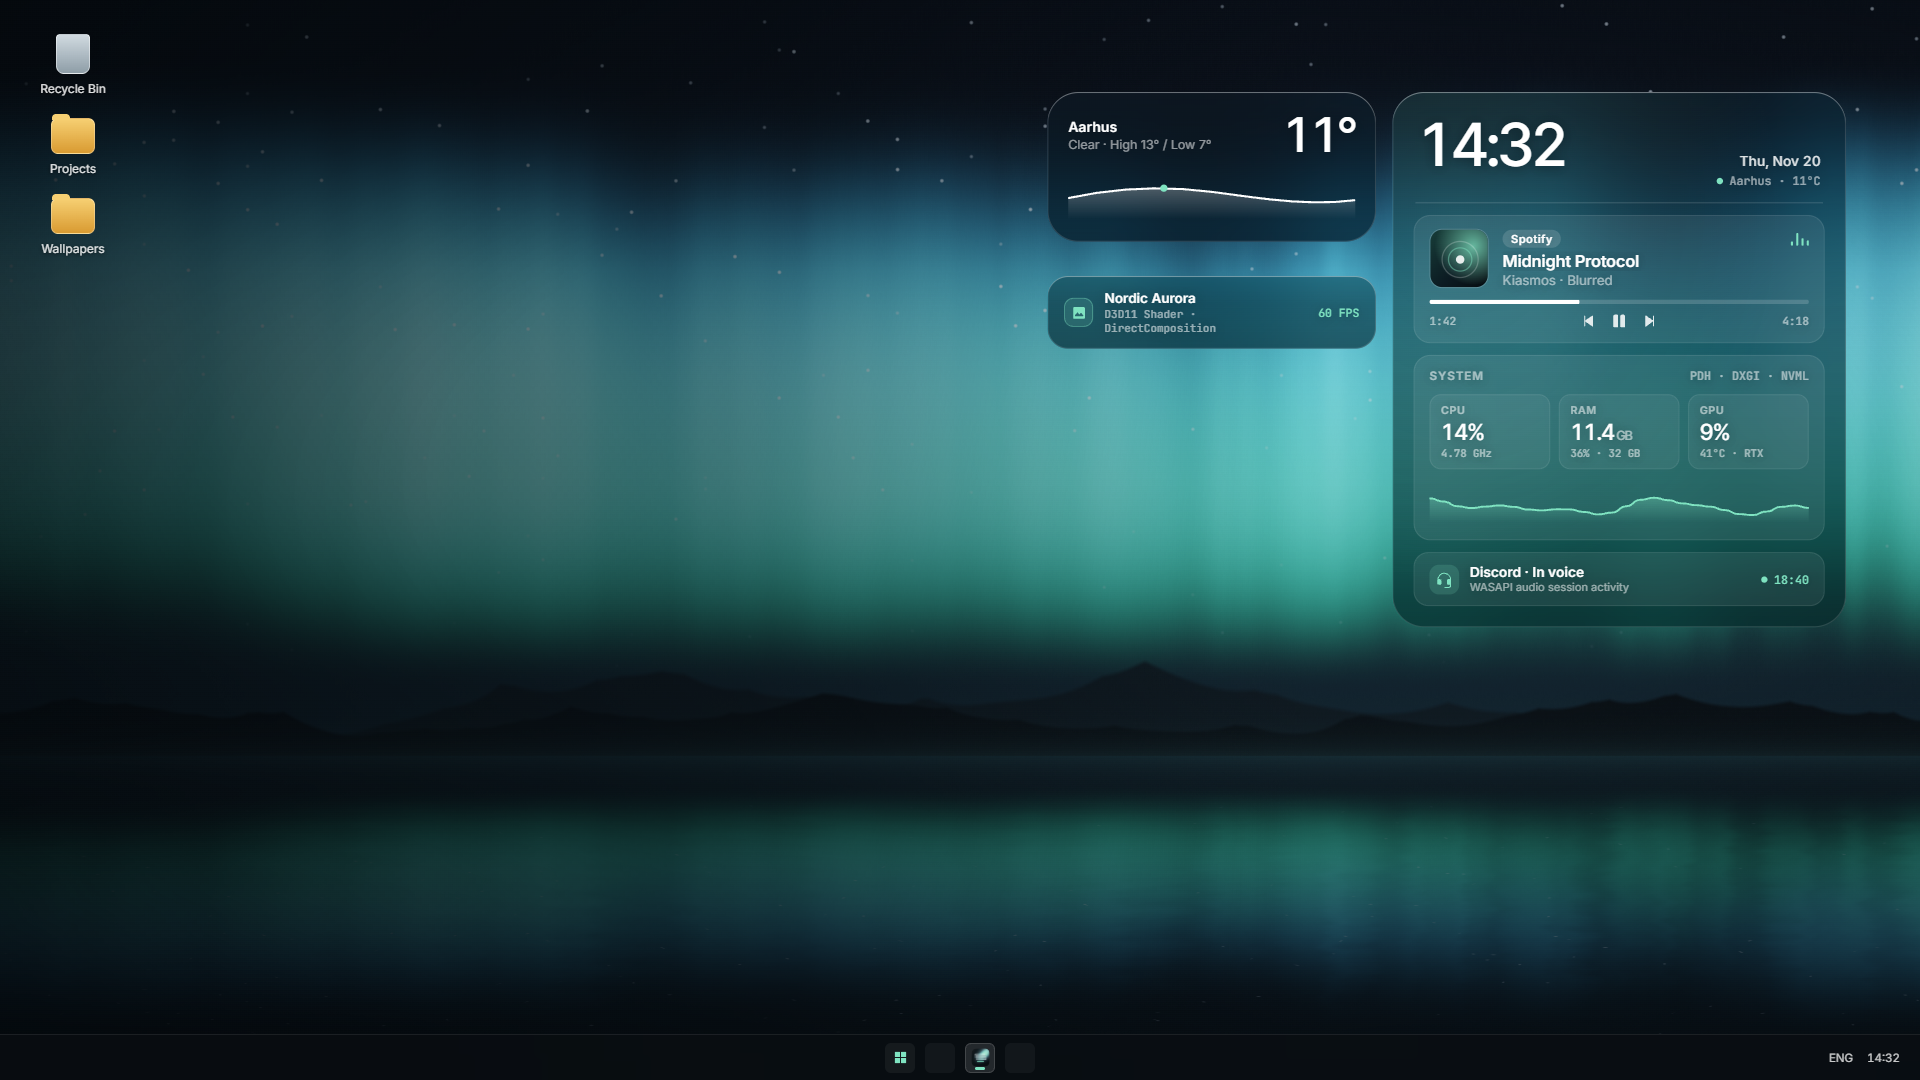 Recycle Bin
Projects
Wallpapers
Aarhus
Clear · High 13° / Low 7°
11°
Nordic Aurora
D3D11 Shader ·
DirectComposition
60 FPS
14:32
Thu, Nov 20
Aarhus · 11°C
Spotify
Midnight Protocol
Kiasmos · Blurred
1:42
4:18
SYSTEM
PDH · DXGI · NVML
CPU
14%
4.78 GHz
RAM
11.4GB
36% · 32 GB
GPU
9%
41°C · RTX
Discord · In voice
WASAPI audio session activity
18:40
ENG
14:32